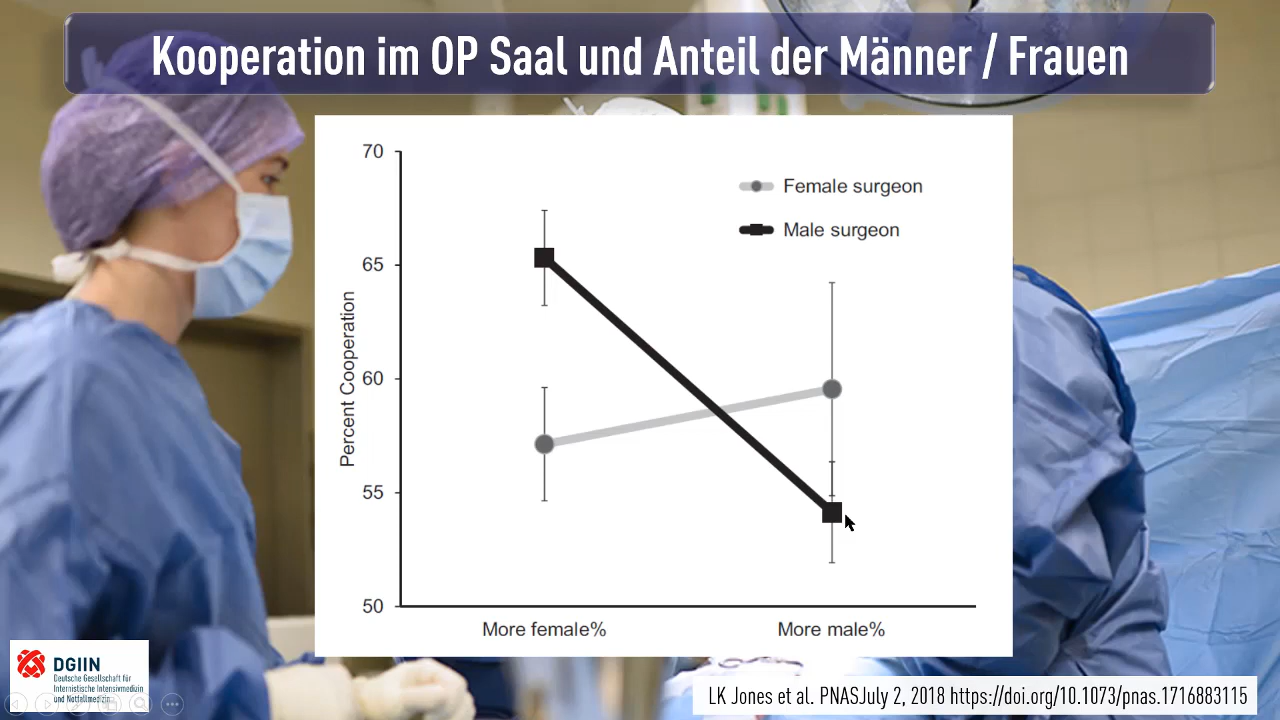 Kooperation im OP Saal und Anteil der Männer / Frauen
70
Female surgeon
Male surgeon
65
60
55
50
Percent Cooperation
More female%
More male%
DGIIN
Deutsche Gesellschaft für
Internistische Intensivmedizin
und Notfallmedizin
LK Jones et al. PNASJuly 2, 2018https://doi.org/10.1073/pnas.1716883115